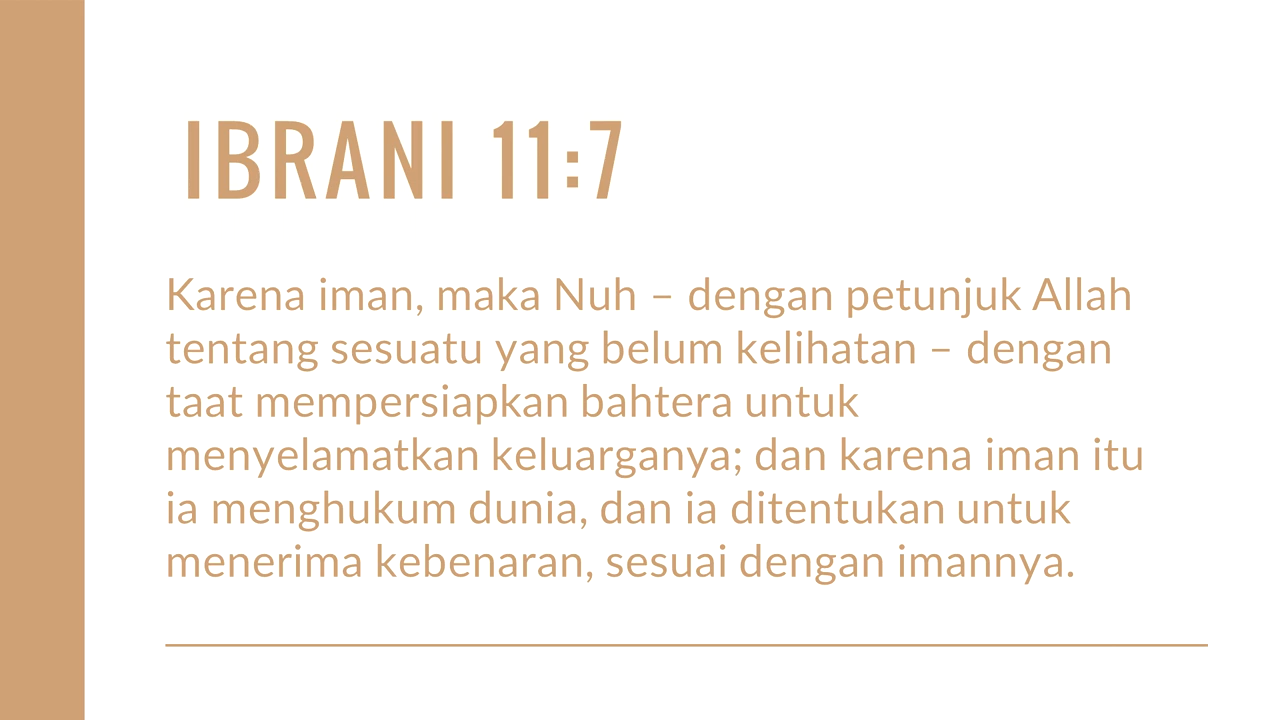 IBRANI 11:7
Karena iman, maka Nuh – dengan petunjuk Allah
tentang sesuatu yang belum kelihatan – dengan
taat mempersiapkan bahtera untuk
menyelamatkan keluarganya; dan karena iman itu
ia menghukum dunia, dan ia ditentukan untuk
menerima kebenaran, sesuai dengan imannya.